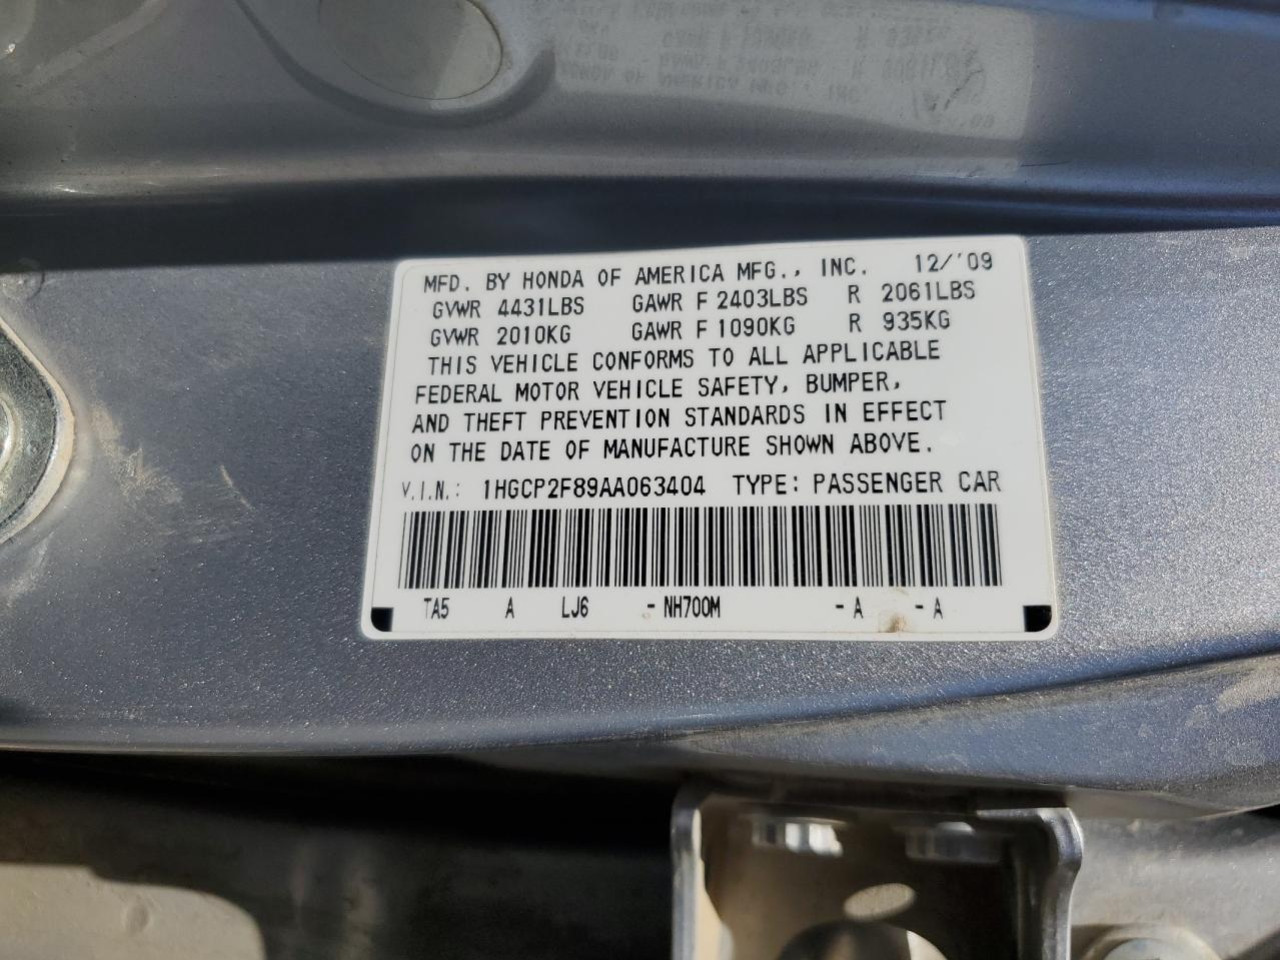 MFD. BY HONDA OF AMERICA MFG., INC. 12/'09
GVWR 4431LBS GAWR F 2403LBS R 2061LBS
GVWR 2010KG GAWR F 1090KG R 935KG
THIS VEHICLE CONFORMS TO ALL APPLICABLE
FEDERAL MOTOR VEHICLE SAFETY, BUMPER,
AND THEFT PREVENTION STANDARDS IN EFFECT
ON THE DATE OF MANUFACTURE SHOWN ABOVE.
V.I.N.: 1HGCP2F89AA063404 TYPE: PASSENGER CAR
TA5 A LJ6 - NH700M - A - A